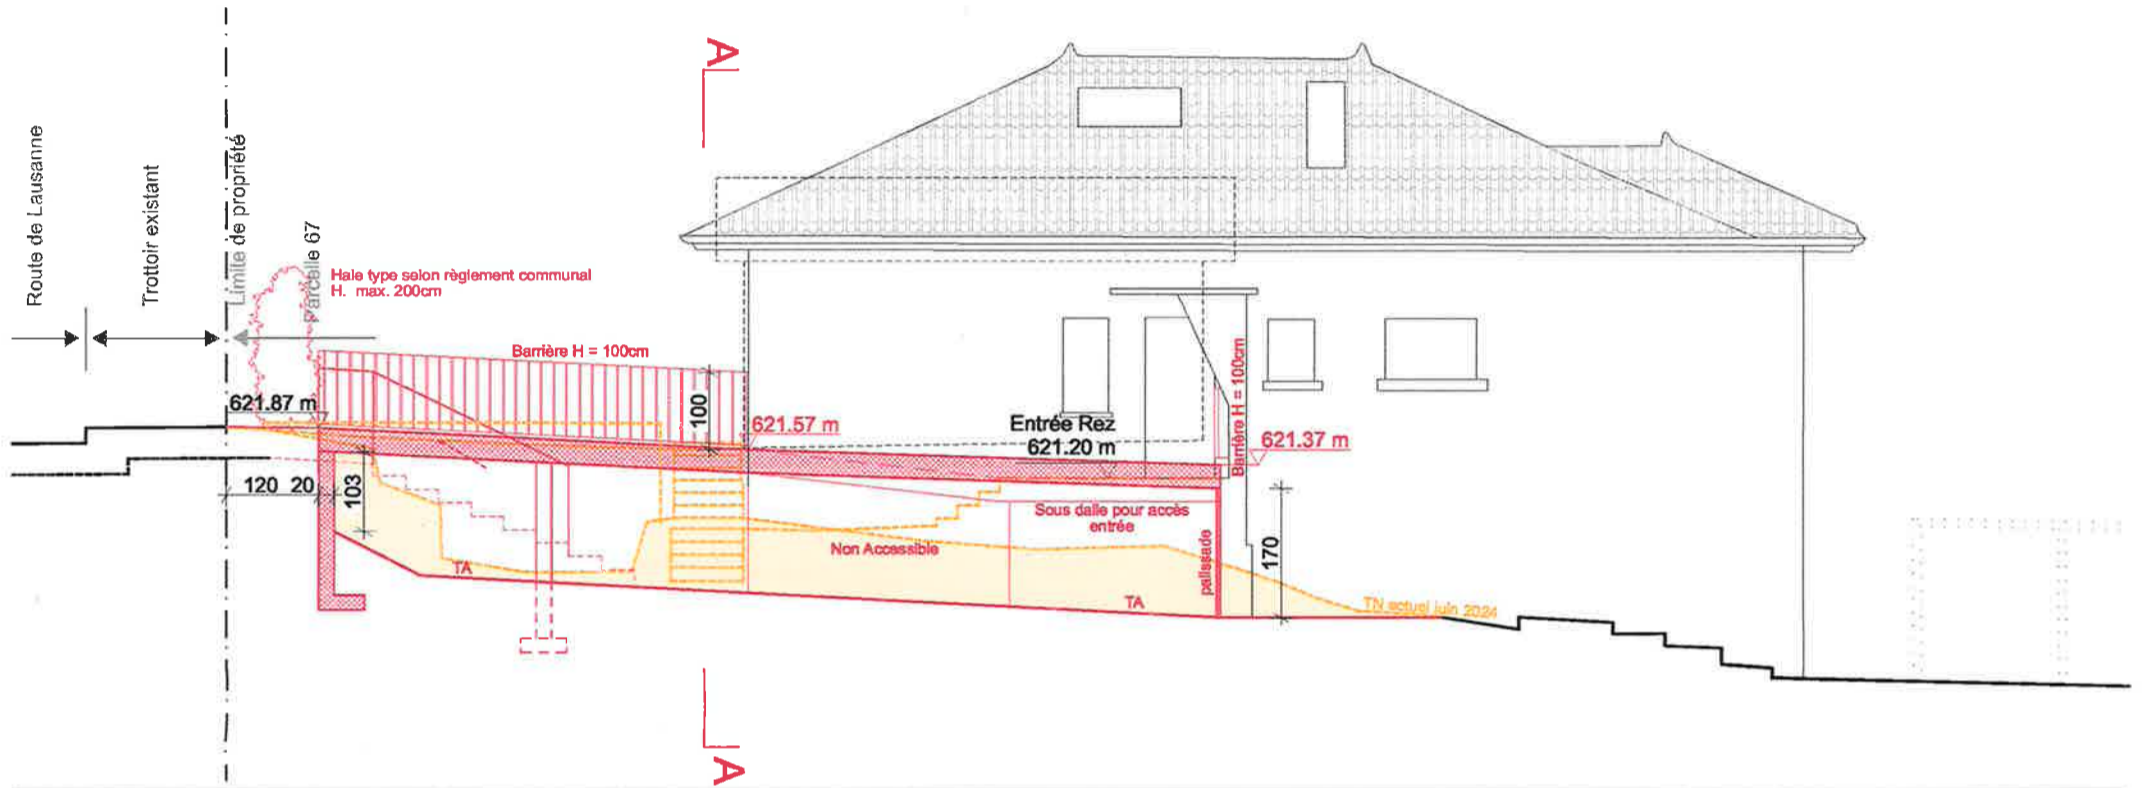 A
Route de Lausanne
Trottoir existant
Limite de propriété
Parcelle 67
Haie type selon règlement communal
H. max. 200cm
Barrière H = 100cm
621.87 m
100
621.57 m
Entrée Rez
621.20 m
Barrière H = 100cm
621.37 m
120 20
103
Sous dalle pour accès
entrée
Non Accessible
palissade
170
TA
TA
TN actuel juin 2024
A